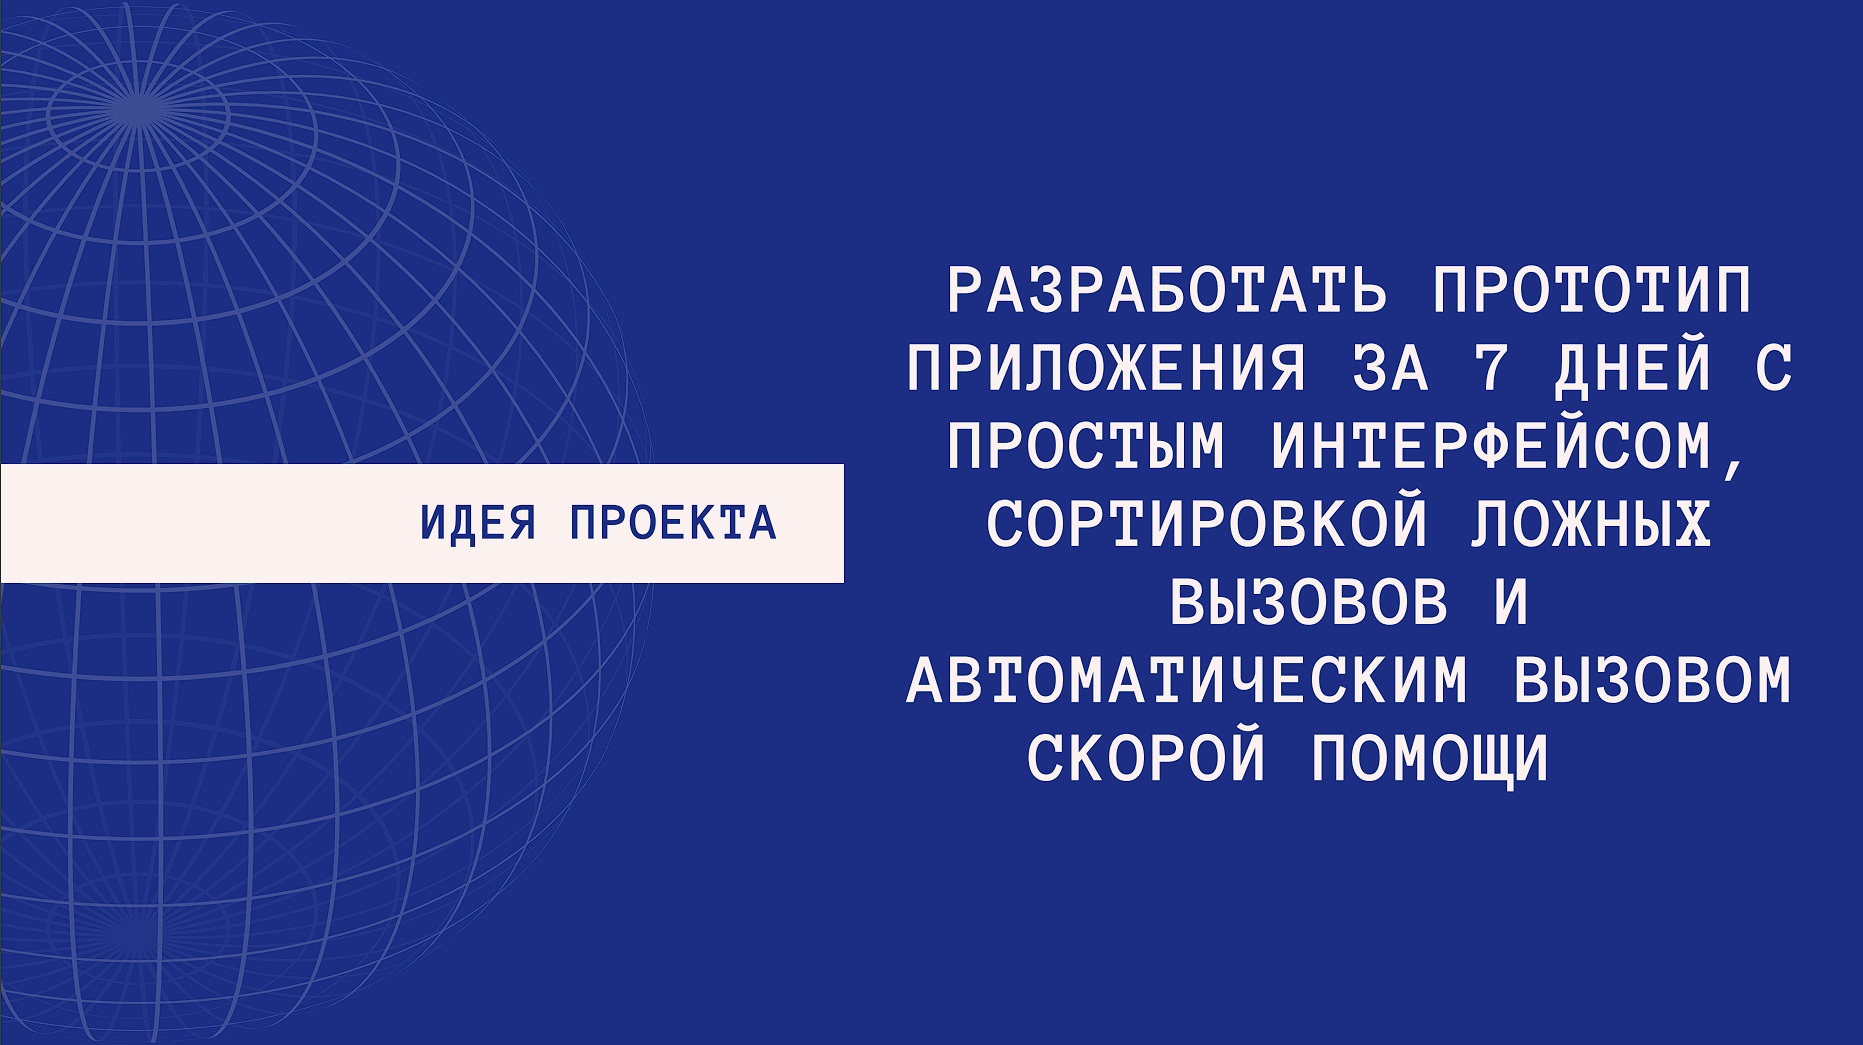 ИДЕЯ ПРОЕКТА
РАЗРАБОТАТЬ ПРОТОТИП
ПРИЛОЖЕНИЯ ЗА 7 ДНЕЙ С
ПРОСТЫМ ИНТЕРФЕЙСОМ,
СОРТИРОВКОЙ ЛОЖНЫХ
ВЫЗОВОВ И
АВТОМАТИЧЕСКИМ ВЫЗОВОМ
СКОРОЙ ПОМОЩИ